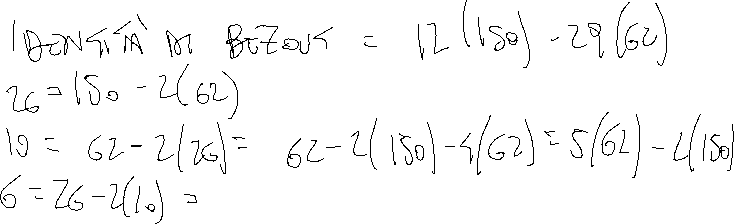 IDENTITÀ DI BEZOUT = 12(150) - 29(62)
26 = 150 - 2(62)
10 = 62 - 2(26) = 62 - 2(150) - 4(62) = 5(62) - 2(150)
6 = 26 - 2(10) =